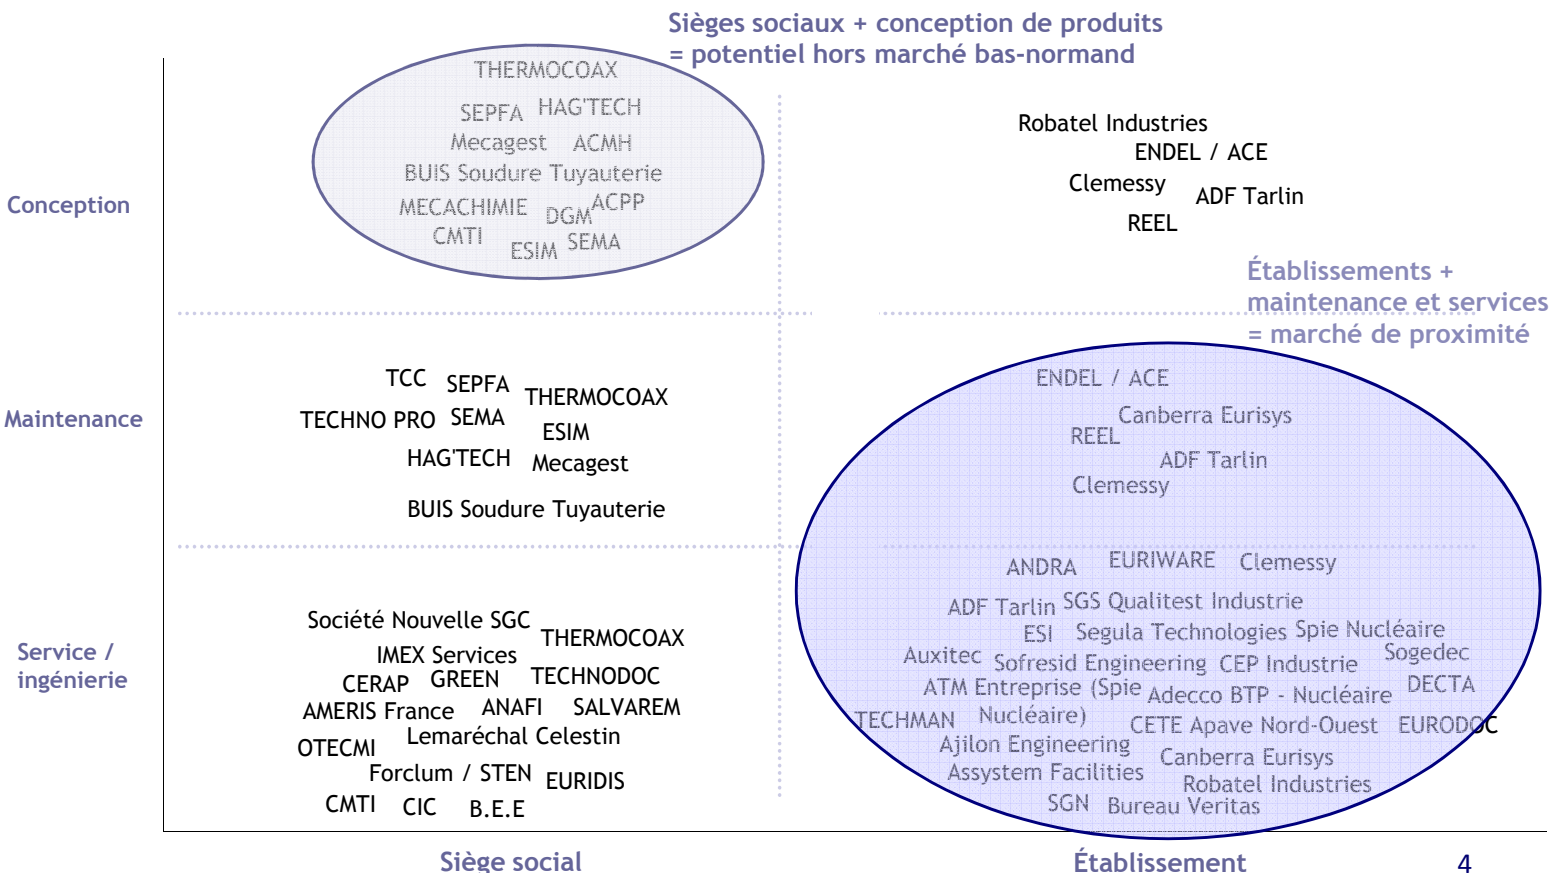 Sièges sociaux + conception de produits
= potentiel hors marché bas-normand
THERMOCOAX
SEPFA HAG'TECH
Mecagest ACMH
BUIS Soudure Tuyauterie
MECACHIMIE DGM ACPP
CMTI ESIM SEMA
Conception
Robatel Industries
ENDEL / ACE
Clemessy ADF Tarlin
REEL
Établissements +
maintenance et services
= marché de proximité
Maintenance
TCC SEPFA THERMOCOAX
TECHNO PRO SEMA ESIM
HAG'TECH Mecagest
BUIS Soudure Tuyauterie
ENDEL / ACE
Canberra Eurisys
REEL
ADF Tarlin
Clemessy
Service /
ingénierie
Société Nouvelle SGC
THERMOCOAX
IMEX Services
CERAP GREEN TECHNODOC
AMERIS France ANAFI SALVAREM
OTECMI Lemaréchal Celestin
Forclum / STEN EURIDIS
CMTI CIC B.E.E
ANDRA EURIWARE Clemessy
ADF Tarlin SGS Qualitest Industrie
ESI Segula Technologies Spie Nucléaire
Auxitec Sofresid Engineering CEP Industrie Sogedec
ATM Entreprise (Spie Adecco BTP - Nucléaire DECTA
TECHMAN Nucléaire) CETE Apave Nord-Ouest EURODOC
Ajilon Engineering Canberra Eurisys
Assystem Facilities Robatel Industries
SGN Bureau Veritas
Siège social Établissement 4